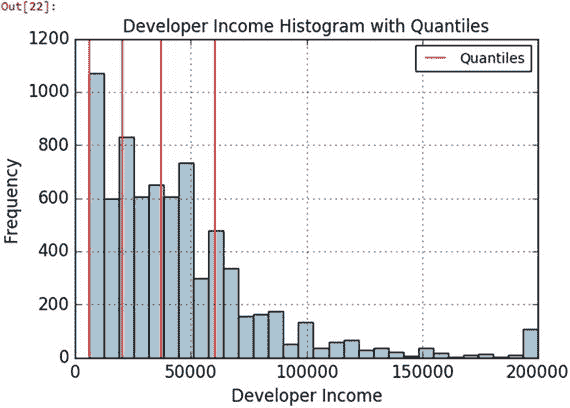 Out[22]:
Developer Income Histogram with Quantiles
Quantiles
1200
1000
800
600
400
200
0
Frequency
0 50000 100000 150000 200000
Developer Income